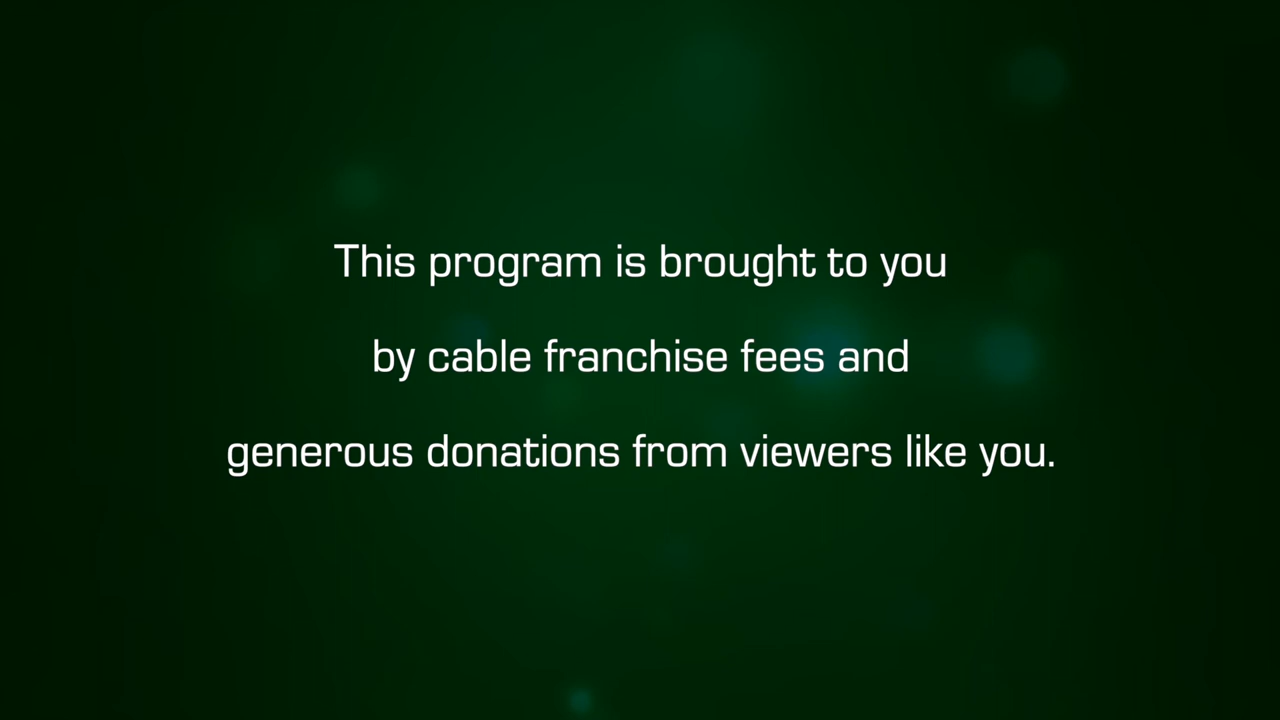 This program is brought to you
by cable franchise fees and
generous donations from viewers like you.